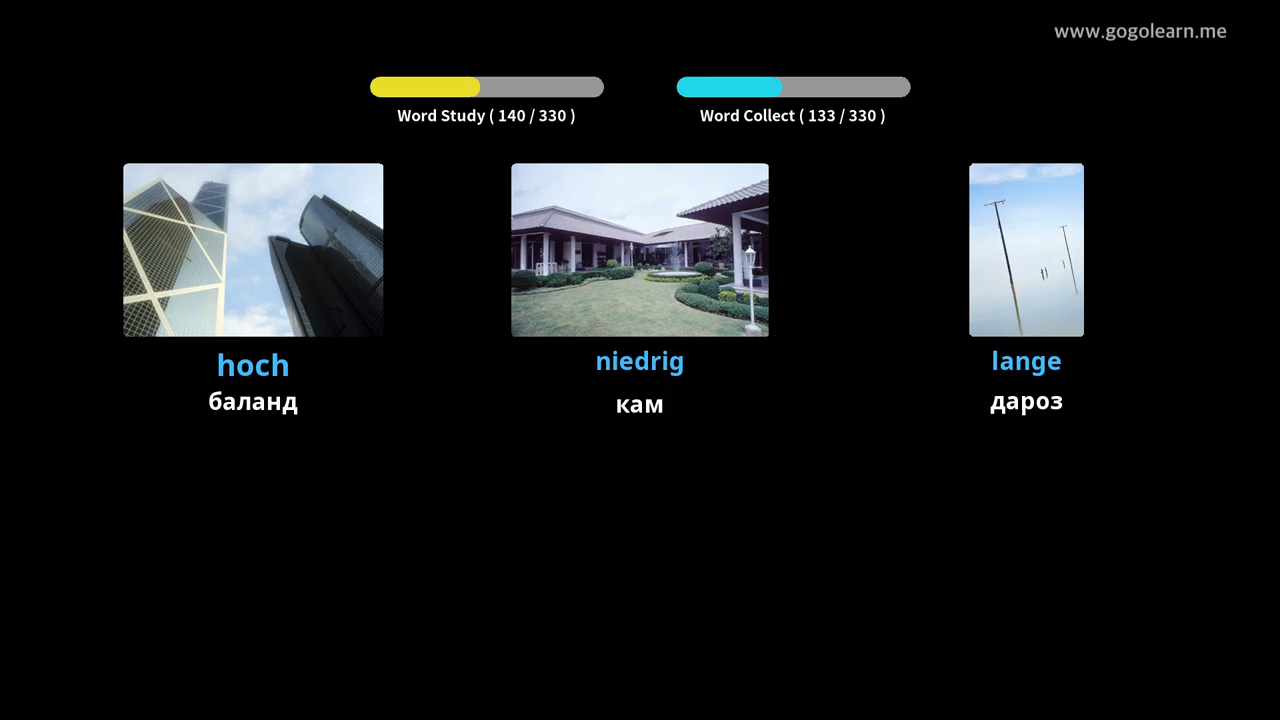 www.gogolearn.me
Word Study ( 140 / 330 )
Word Collect ( 133 / 330 )
hoch
niedrig
lange
баланд
кам
дароз